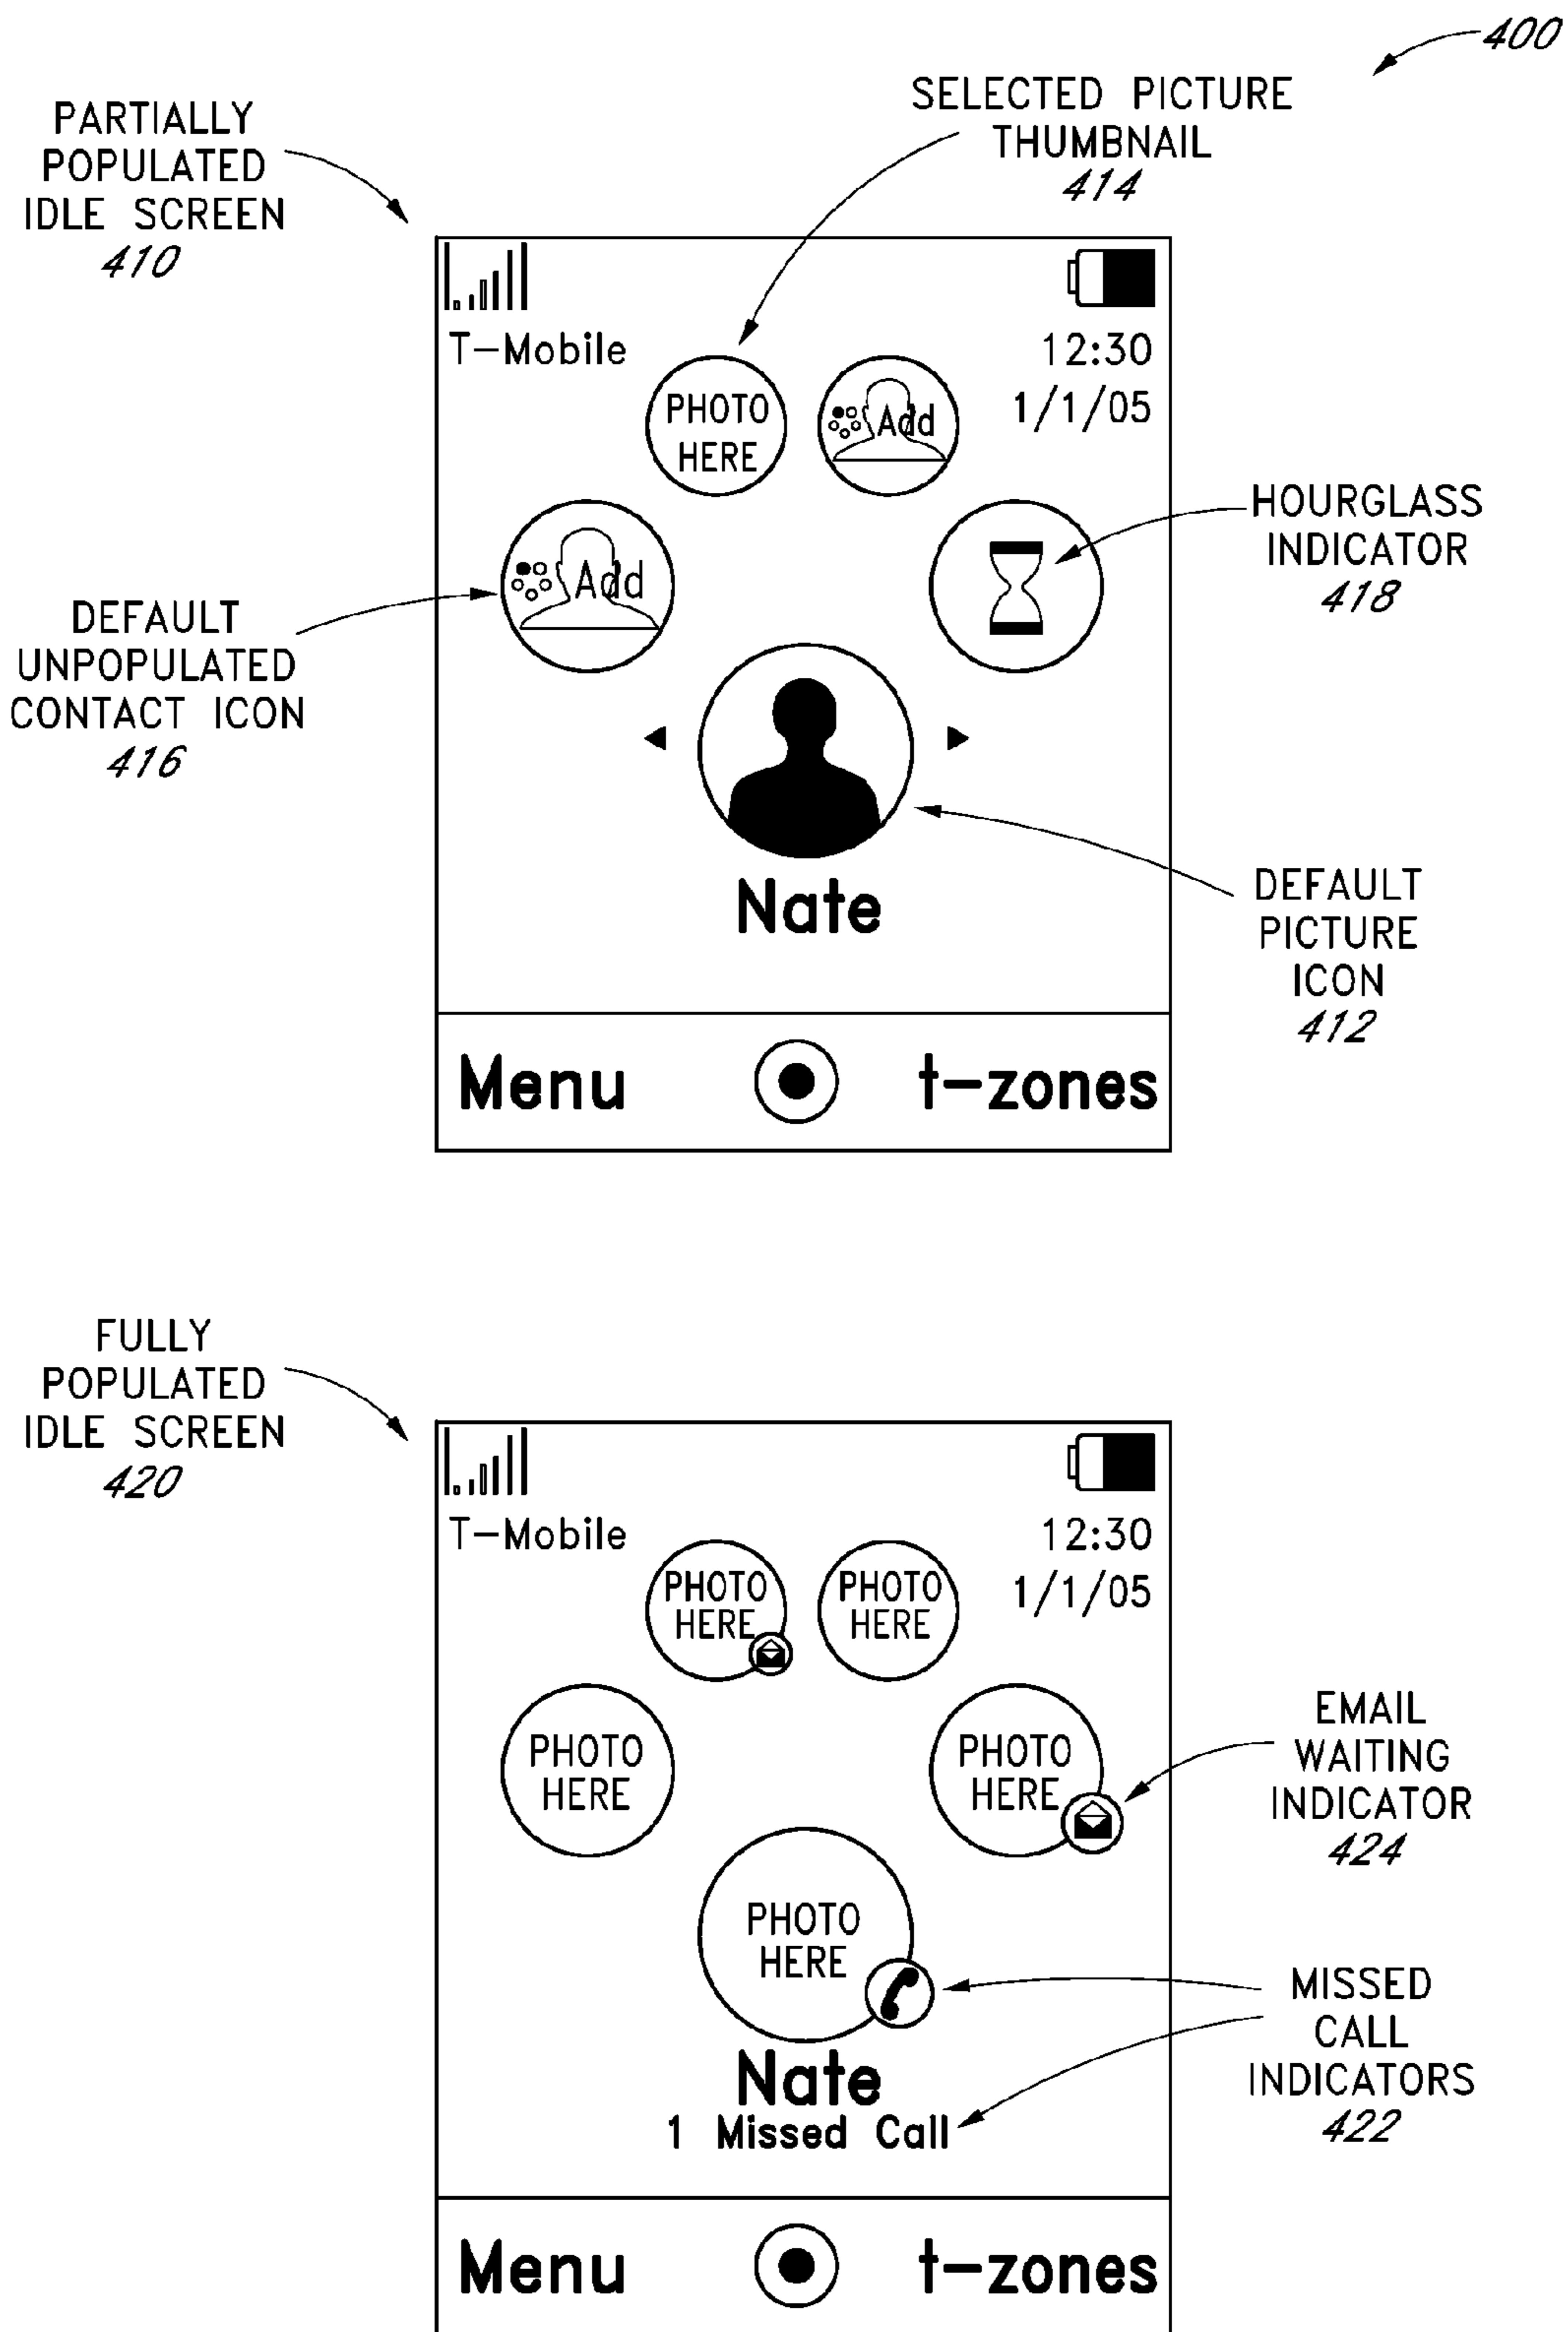 400
PARTIALLY
POPULATED
IDLE SCREEN
410
SELECTED PICTURE
THUMBNAIL
414
T-Mobile
12:30
1/1/05
PHOTO
HERE
Add
Add
HOURGLASS
INDICATOR
418
DEFAULT
UNPOPULATED
CONTACT ICON
416
Nate
DEFAULT
PICTURE
ICON
412
Menu
t-zones
FULLY
POPULATED
IDLE SCREEN
420
T-Mobile
12:30
1/1/05
PHOTO
HERE
PHOTO
HERE
PHOTO
HERE
PHOTO
HERE
EMAIL
WAITING
INDICATOR
424
PHOTO
HERE
MISSED
CALL
INDICATORS
422
Nate
1 Missed Call
Menu
t-zones